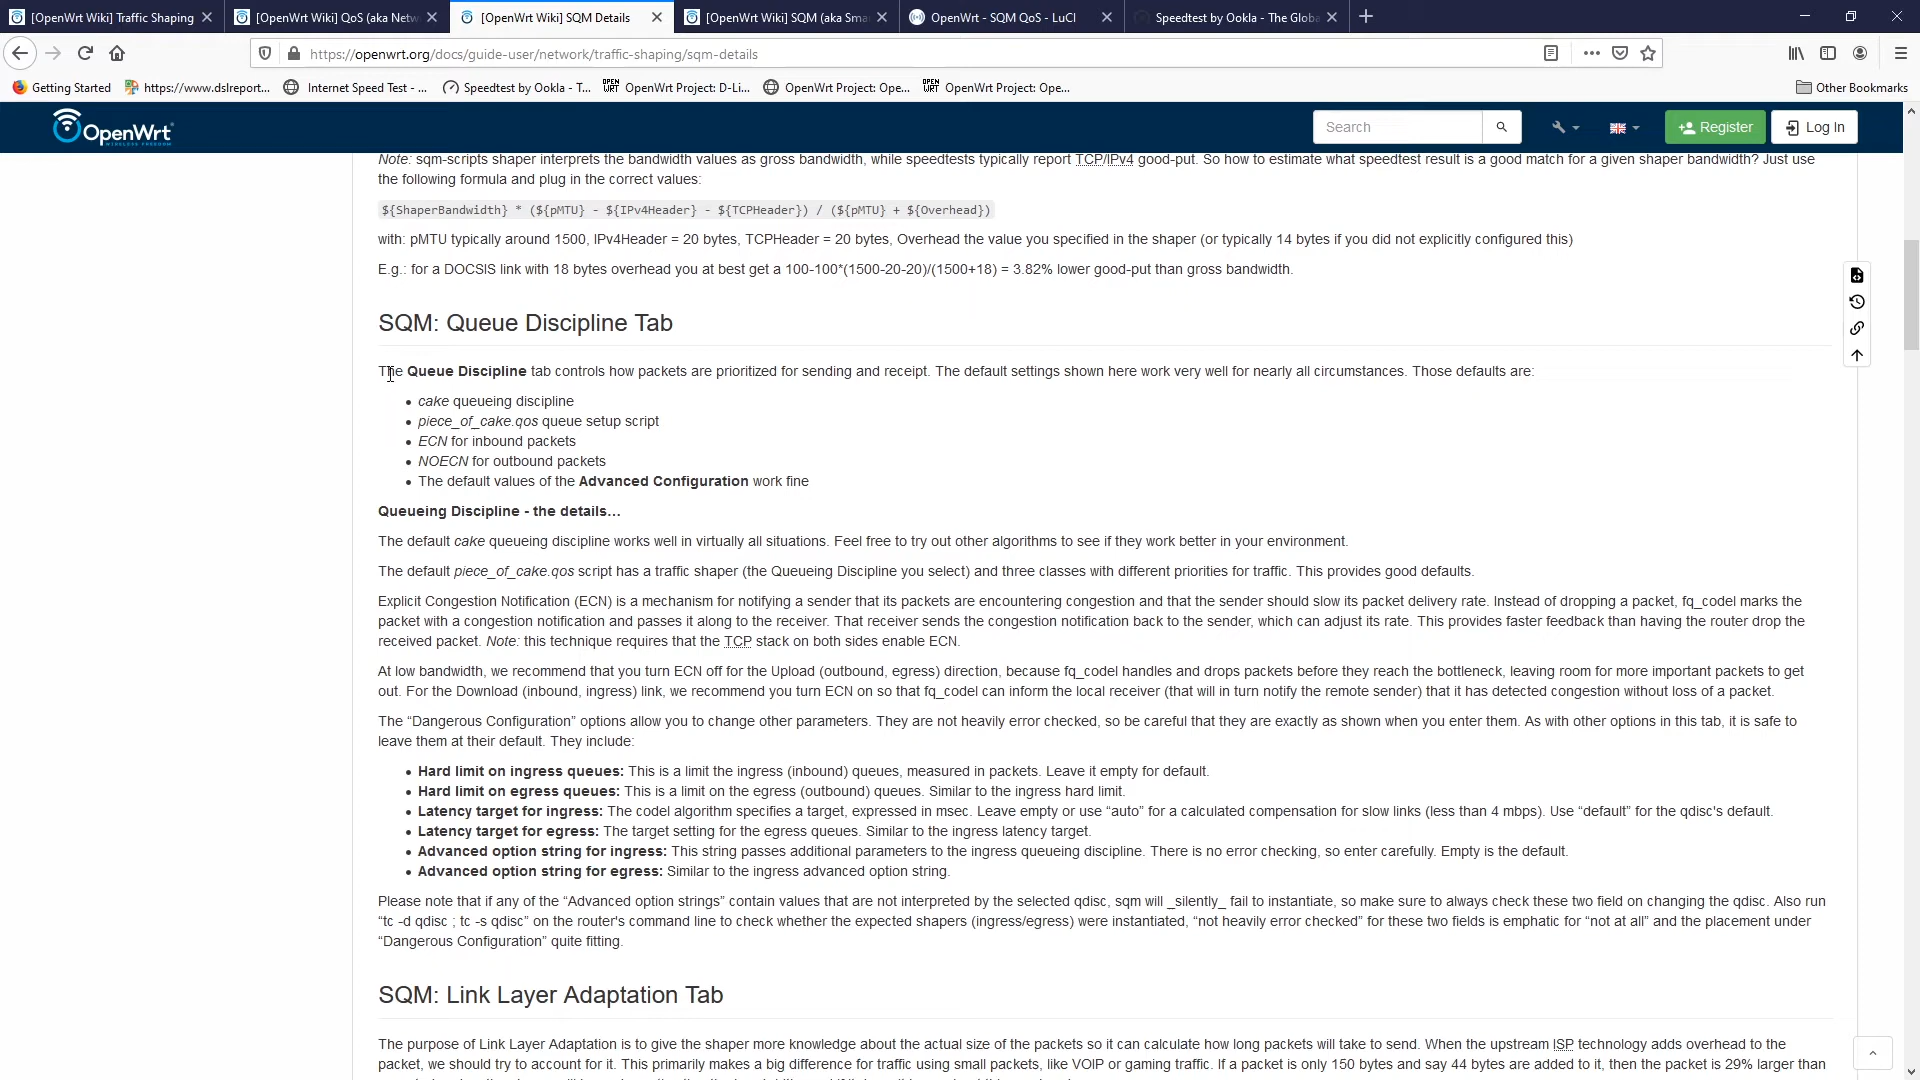 [OpenWrt Wiki] Traffic Shaping
[OpenWrt Wiki] QoS (aka Netw
[OpenWrt Wiki] SQM Details
[OpenWrt Wiki] SQM (aka Sma
OpenWrt - SQM QoS - LuCI
Speedtest by Ookla - The Globa
https://openwrt.org/docs/guide-user/network/traffic-shaping/sqm-details
Getting Started
https://www.dslreport...
Internet Speed Test - ...
Speedtest by Ookla - T...
OpenWrt Project: D-Li...
OpenWrt Project: Ope...
OpenWrt Project: Ope...
Other Bookmarks
OpenWrt
WIRELESS FREEDOM
Search
Register
Log In
Note: sqm-scripts shaper interprets the bandwidth values as gross bandwidth, while speedtests typically report TCP/IPv4 good-put. So how to estimate what speedtest result is a good match for a given shaper bandwidth? Just use
the following formula and plug in the correct values:
${ShaperBandwidth} * (${pMTU} - ${IPv4Header} - ${TCPHeader}) / (${pMTU} + ${Overhead})
with: pMTU typically around 1500, IPv4Header = 20 bytes, TCPHeader = 20 bytes, Overhead the value you specified in the shaper (or typically 14 bytes if you did not explicitly configured this)
E.g.: for a DOCSIS link with 18 bytes overhead you at best get a 100-100*(1500-20-20)/(1500+18) = 3.82% lower good-put than gross bandwidth.
SQM: Queue Discipline Tab
The Queue Discipline tab controls how packets are prioritized for sending and receipt. The default settings shown here work very well for nearly all circumstances. Those defaults are:
• cake queueing discipline
• piece_of_cake.qos queue setup script
• ECN for inbound packets
• NOECN for outbound packets
• The default values of the Advanced Configuration work fine
Queueing Discipline - the details…
The default cake queueing discipline works well in virtually all situations. Feel free to try out other algorithms to see if they work better in your environment.
The default piece_of_cake.qos script has a traffic shaper (the Queueing Discipline you select) and three classes with different priorities for traffic. This provides good defaults.
Explicit Congestion Notification (ECN) is a mechanism for notifying a sender that its packets are encountering congestion and that the sender should slow its packet delivery rate. Instead of dropping a packet, fq_codel marks the
packet with a congestion notification and passes it along to the receiver. That receiver sends the congestion notification back to the sender, which can adjust its rate. This provides faster feedback than having the router drop the
received packet. Note: this technique requires that the TCP stack on both sides enable ECN.
At low bandwidth, we recommend that you turn ECN off for the Upload (outbound, egress) direction, because fq_codel handles and drops packets before they reach the bottleneck, leaving room for more important packets to get
out. For the Download (inbound, ingress) link, we recommend you turn ECN on so that fq_codel can inform the local receiver (that will in turn notify the remote sender) that it has detected congestion without loss of a packet.
The “Dangerous Configuration” options allow you to change other parameters. They are not heavily error checked, so be careful that they are exactly as shown when you enter them. As with other options in this tab, it is safe to
leave them at their default. They include:
• Hard limit on ingress queues: This is a limit the ingress (inbound) queues, measured in packets. Leave it empty for default.
• Hard limit on egress queues: This is a limit on the egress (outbound) queues. Similar to the ingress hard limit.
• Latency target for ingress: The codel algorithm specifies a target, expressed in msec. Leave empty or use “auto” for a calculated compensation for slow links (less than 4 mbps). Use “default” for the qdisc's default.
• Latency target for egress: The target setting for the egress queues. Similar to the ingress latency target.
• Advanced option string for ingress: This string passes additional parameters to the ingress queueing discipline. There is no error checking, so enter carefully. Empty is the default.
• Advanced option string for egress: Similar to the ingress advanced option string.
Please note that if any of the “Advanced option strings” contain values that are not interpreted by the selected qdisc, sqm will _silently_ fail to instantiate, so make sure to always check these two field on changing the qdisc. Also run
“tc -d qdisc ; tc -s qdisc” on the router's command line to check whether the expected shapers (ingress/egress) were instantiated, “not heavily error checked” for these two fields is emphatic for “not at all” and the placement under
“Dangerous Configuration” quite fitting.
SQM: Link Layer Adaptation Tab
The purpose of Link Layer Adaptation is to give the shaper more knowledge about the actual size of the packets so it can calculate how long packets will take to send. When the upstream ISP technology adds overhead to the
packet, we should try to account for it. This primarily makes a big difference for traffic using small packets, like VOIP or gaming traffic. If a packet is only 150 bytes and say 44 bytes are added to it, then the packet is 29% larger than